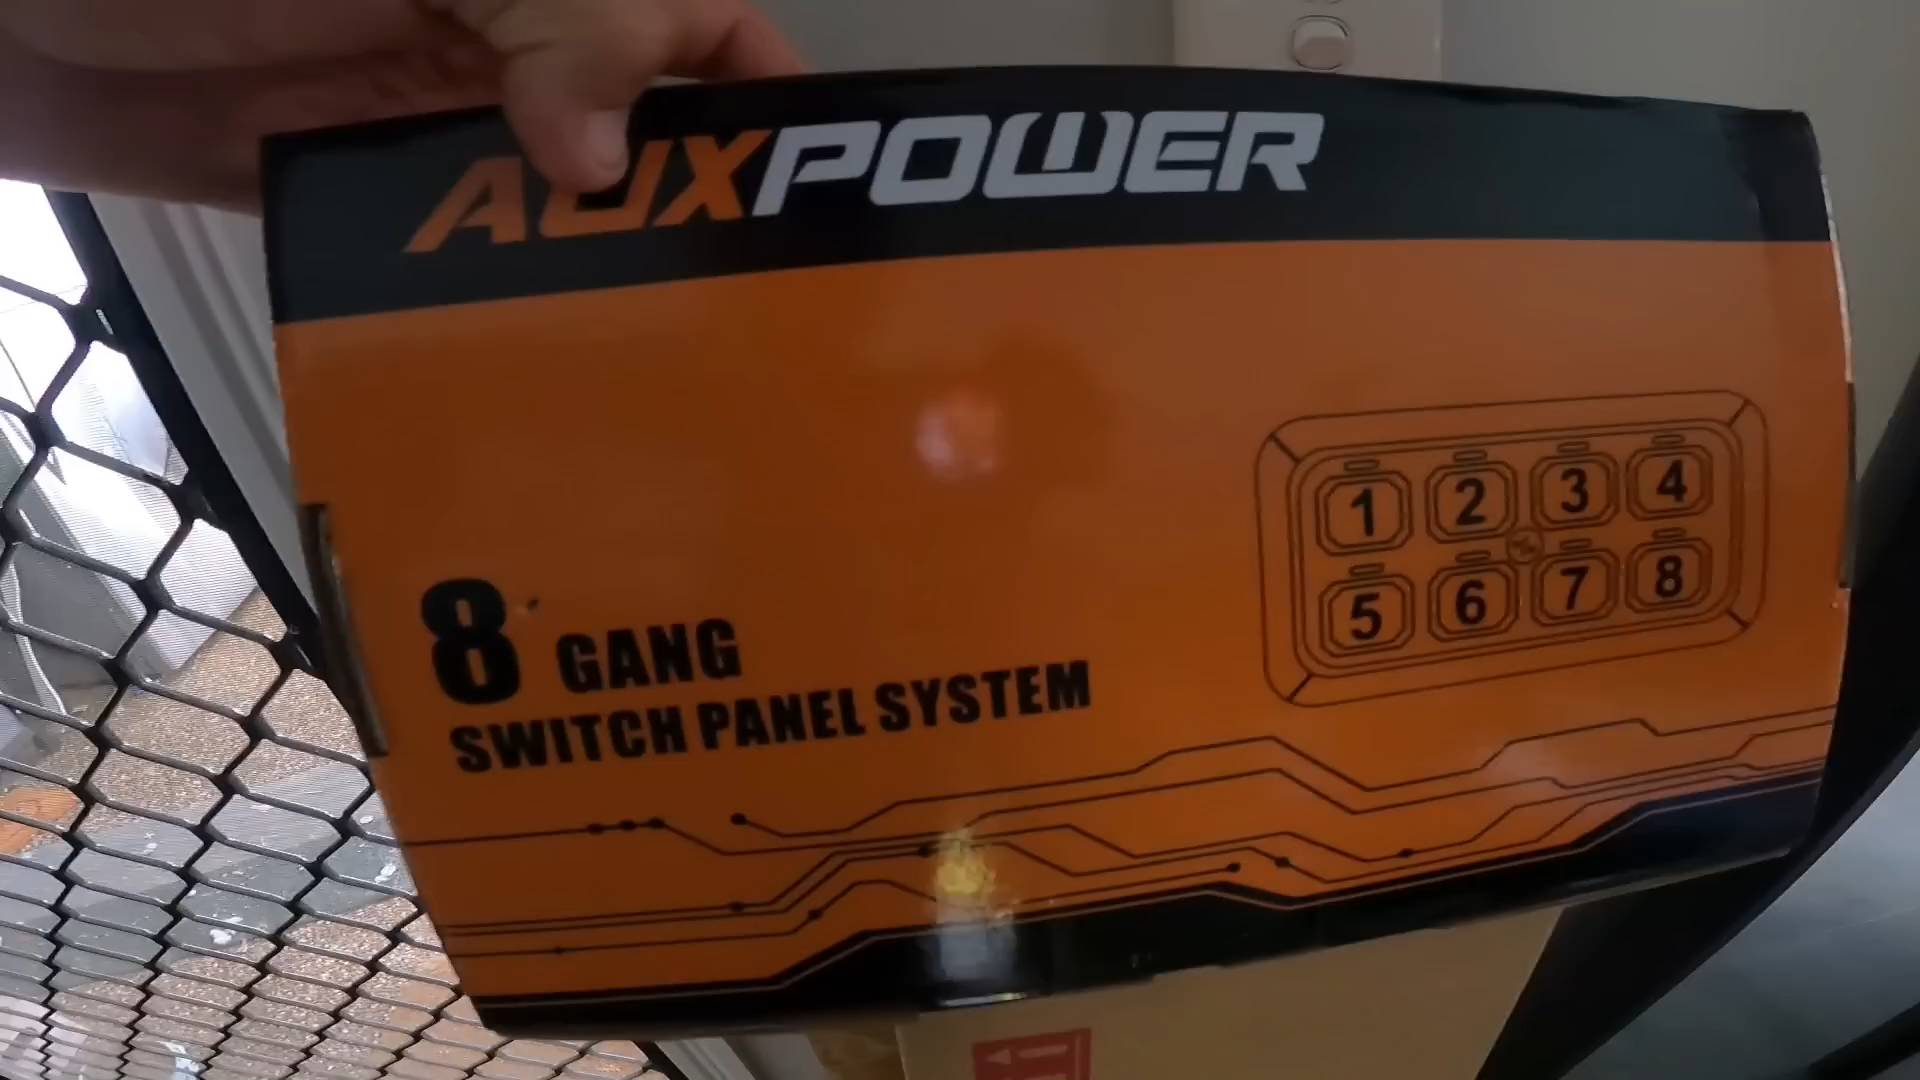 AUXPOWER
8 GANG
SWITCH PANEL SYSTEM
1 2 3 4
5 6 7 8